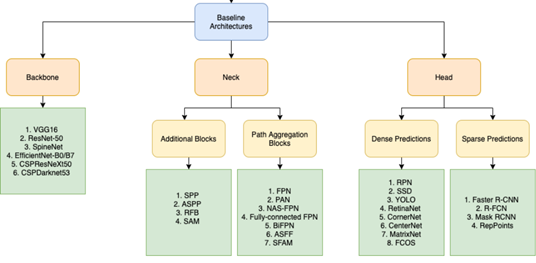 Baseline
Architectures
Backbone
Neck
Head
Additional Blocks
Path Aggregation
Blocks
Dense Predictions
Sparse Predictions
1. VGG16
2. ResNet-50
3. SpineNet
4. EfficientNet-B0/B7
5. CSPResNeXt50
6. CSPDarknet53
1. SPP
2. ASPP
3. RFB
4. SAM
1. FPN
2. PAN
3. NAS-FPN
4. Fully-connected FPN
5. BiFPN
6. ASFF
7. SFAM
1. RPN
2. SSD
3. YOLO
4. RetinaNet
5. CornerNet
6. CenterNet
7. MatrixNet
8. FCOS
1. Faster R-CNN
2. R-FCN
3. Mask RCNN
4. RepPoints